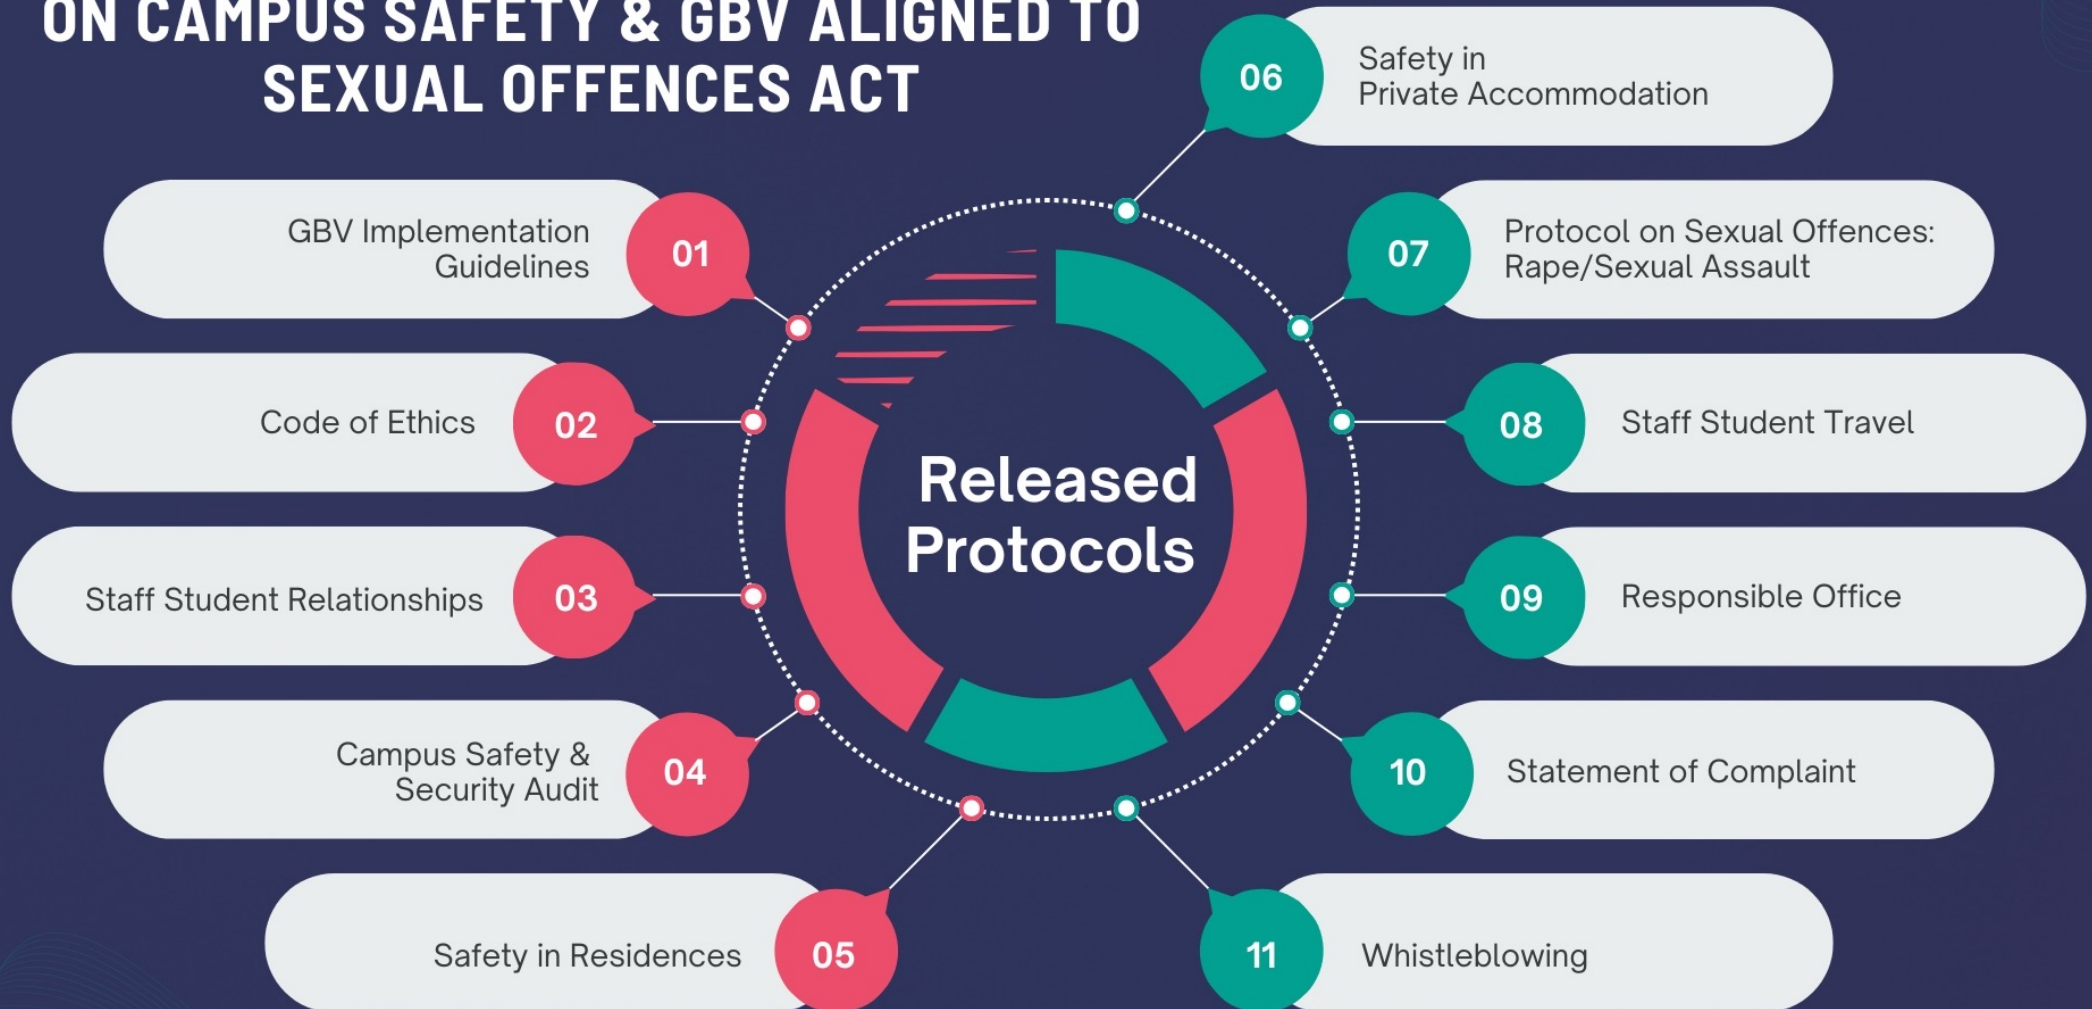 ON CAMPUS SAFETY & GBV ALIGNED TO
SEXUAL OFFENCES ACT
01
GBV Implementation
Guidelines
02
Code of Ethics
03
Staff Student Relationships
04
Campus Safety &
Security Audit
05
Safety in Residences
Released
Protocols
06
Safety in
Private Accommodation
07
Protocol on Sexual Offences:
Rape/Sexual Assault
08
Staff Student Travel
09
Responsible Office
10
Statement of Complaint
11
Whistleblowing